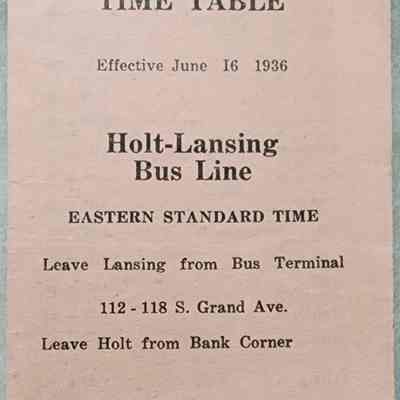 TIME TABLE
Effective June 16 1936
Holt-Lansing
Bus Line
EASTERN STANDARD TIME
Leave Lansing from Bus Terminal
112 - 118 S. Grand Ave.
Leave Holt from Bank Corner